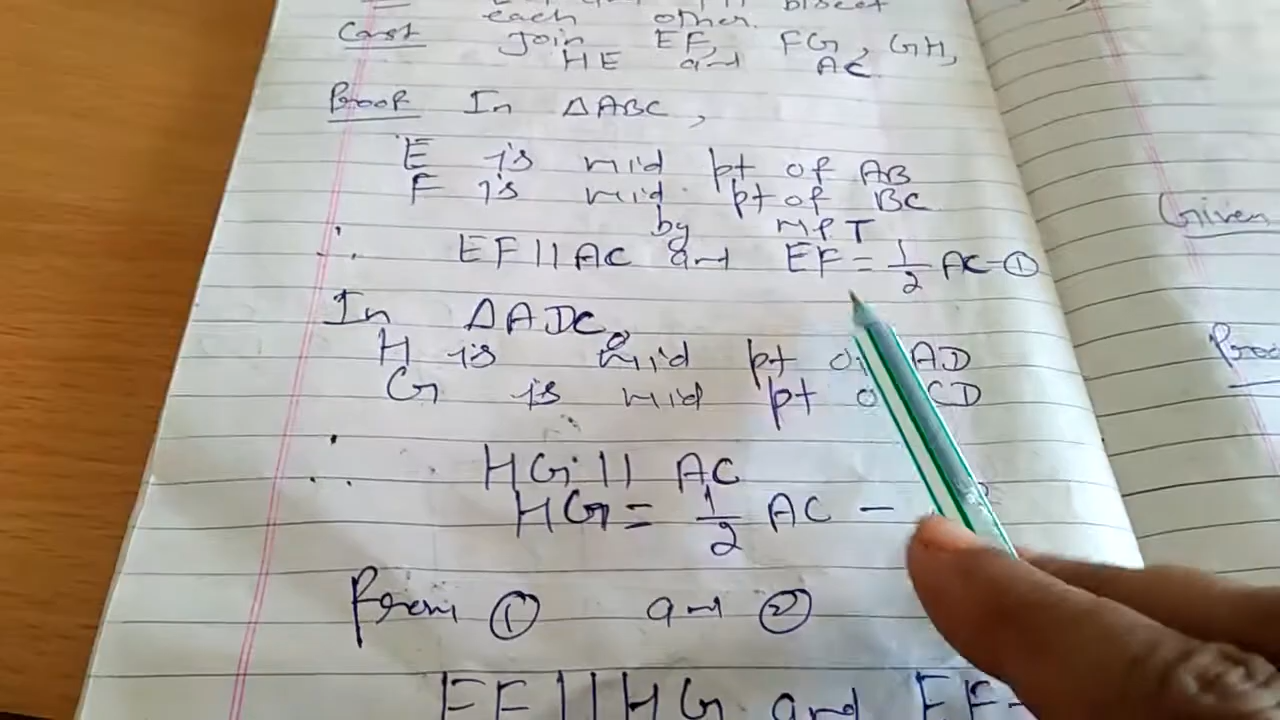 bisect
each other.
Const Join EF, FG, GH,
HE and AC
Proof In △ABC,
E is mid pt of AB
F is mid pt of BC
by MPT
∴ EF || AC and EF = 1/2 AC - ①
In △ADC,
H is mid pt of AD
G is mid pt of CD
∴ HG || AC
HG = 1/2 AC -
From ① and ②
EF || HG and EF=
Given
Proo